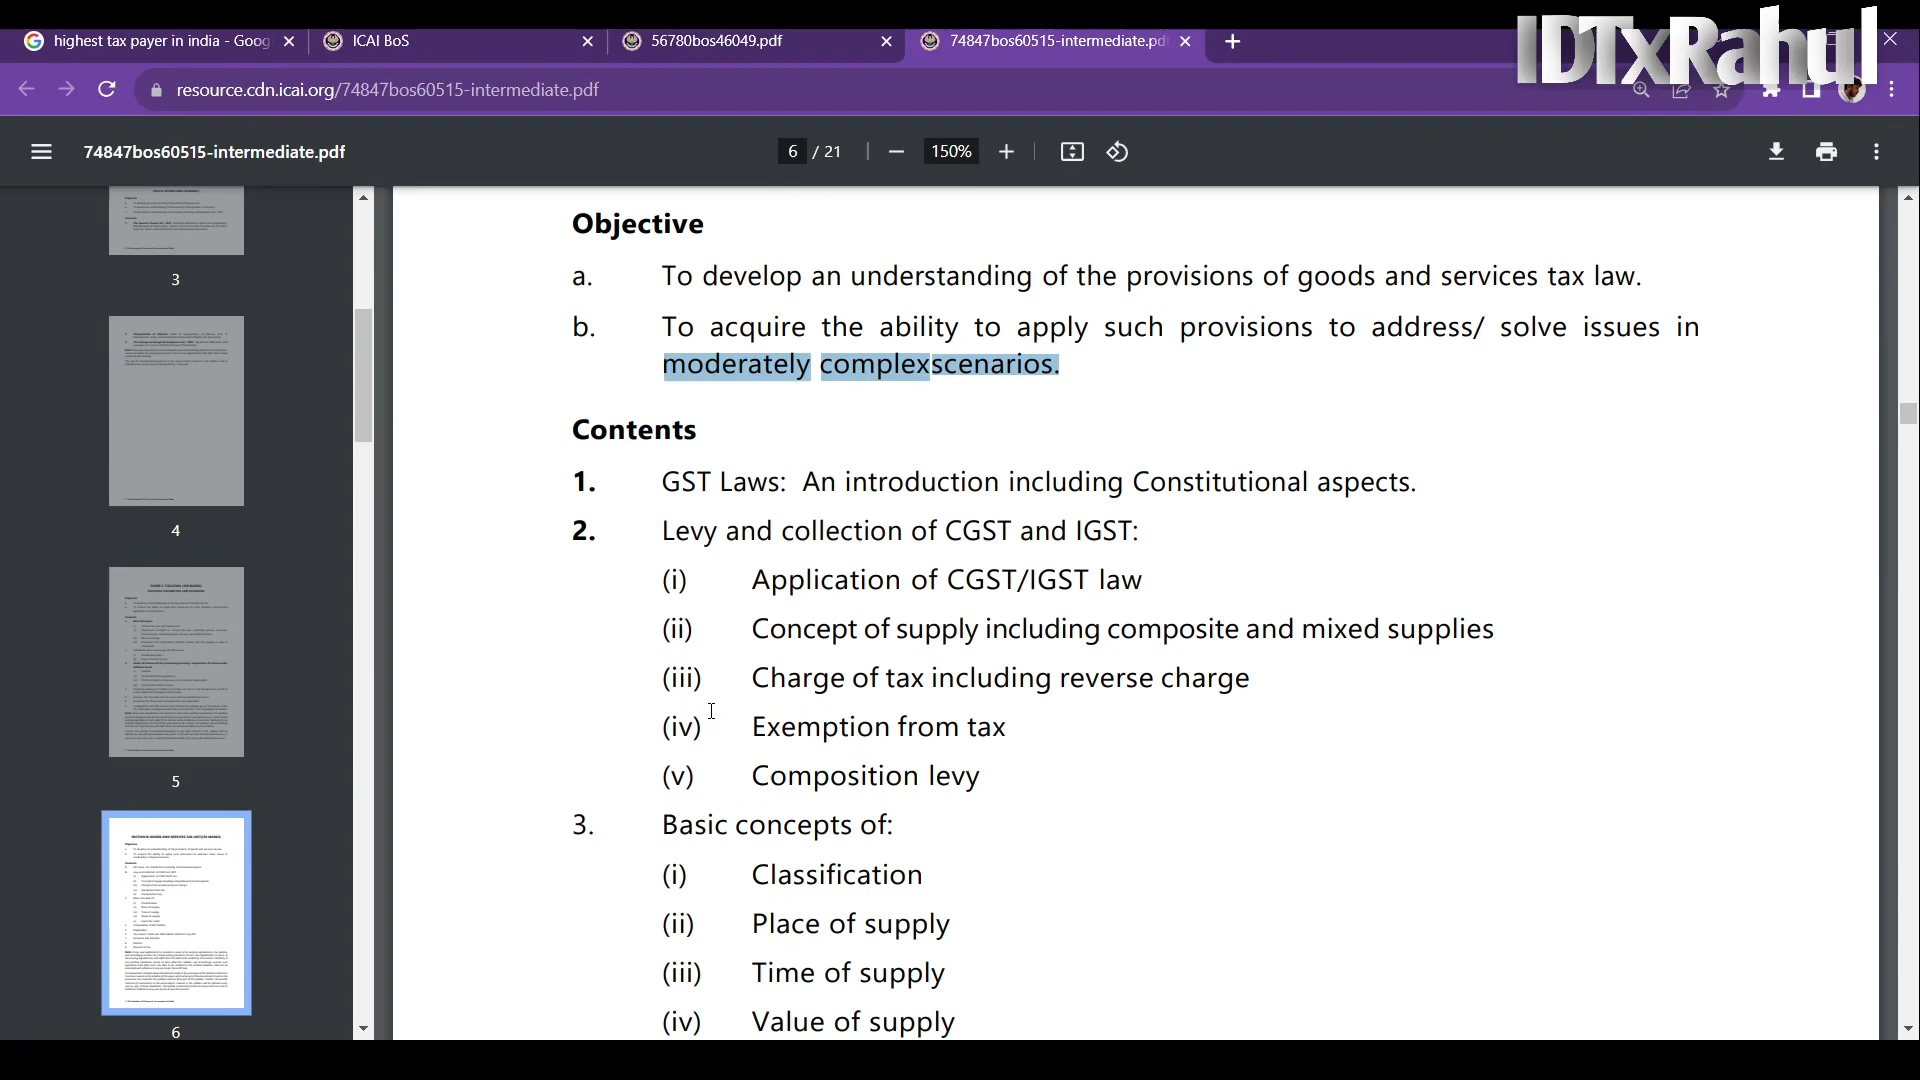 highest tax payer in india - Goog
ICAI BoS
56780bos46049.pdf
74847bos60515-intermediate.pdf
IDTxRahul
resource.cdn.icai.org/74847bos60515-intermediate.pdf
74847bos60515-intermediate.pdf
6 / 21
150%
3
4
5
6
Objective
a. To develop an understanding of the provisions of goods and services tax law.
b. To acquire the ability to apply such provisions to address/ solve issues in
moderately complexscenarios.
Contents
1. GST Laws: An introduction including Constitutional aspects.
2. Levy and collection of CGST and IGST:
(i) Application of CGST/IGST law
(ii) Concept of supply including composite and mixed supplies
(iii) Charge of tax including reverse charge
(iv) Exemption from tax
(v) Composition levy
3. Basic concepts of:
(i) Classification
(ii) Place of supply
(iii) Time of supply
(iv) Value of supply